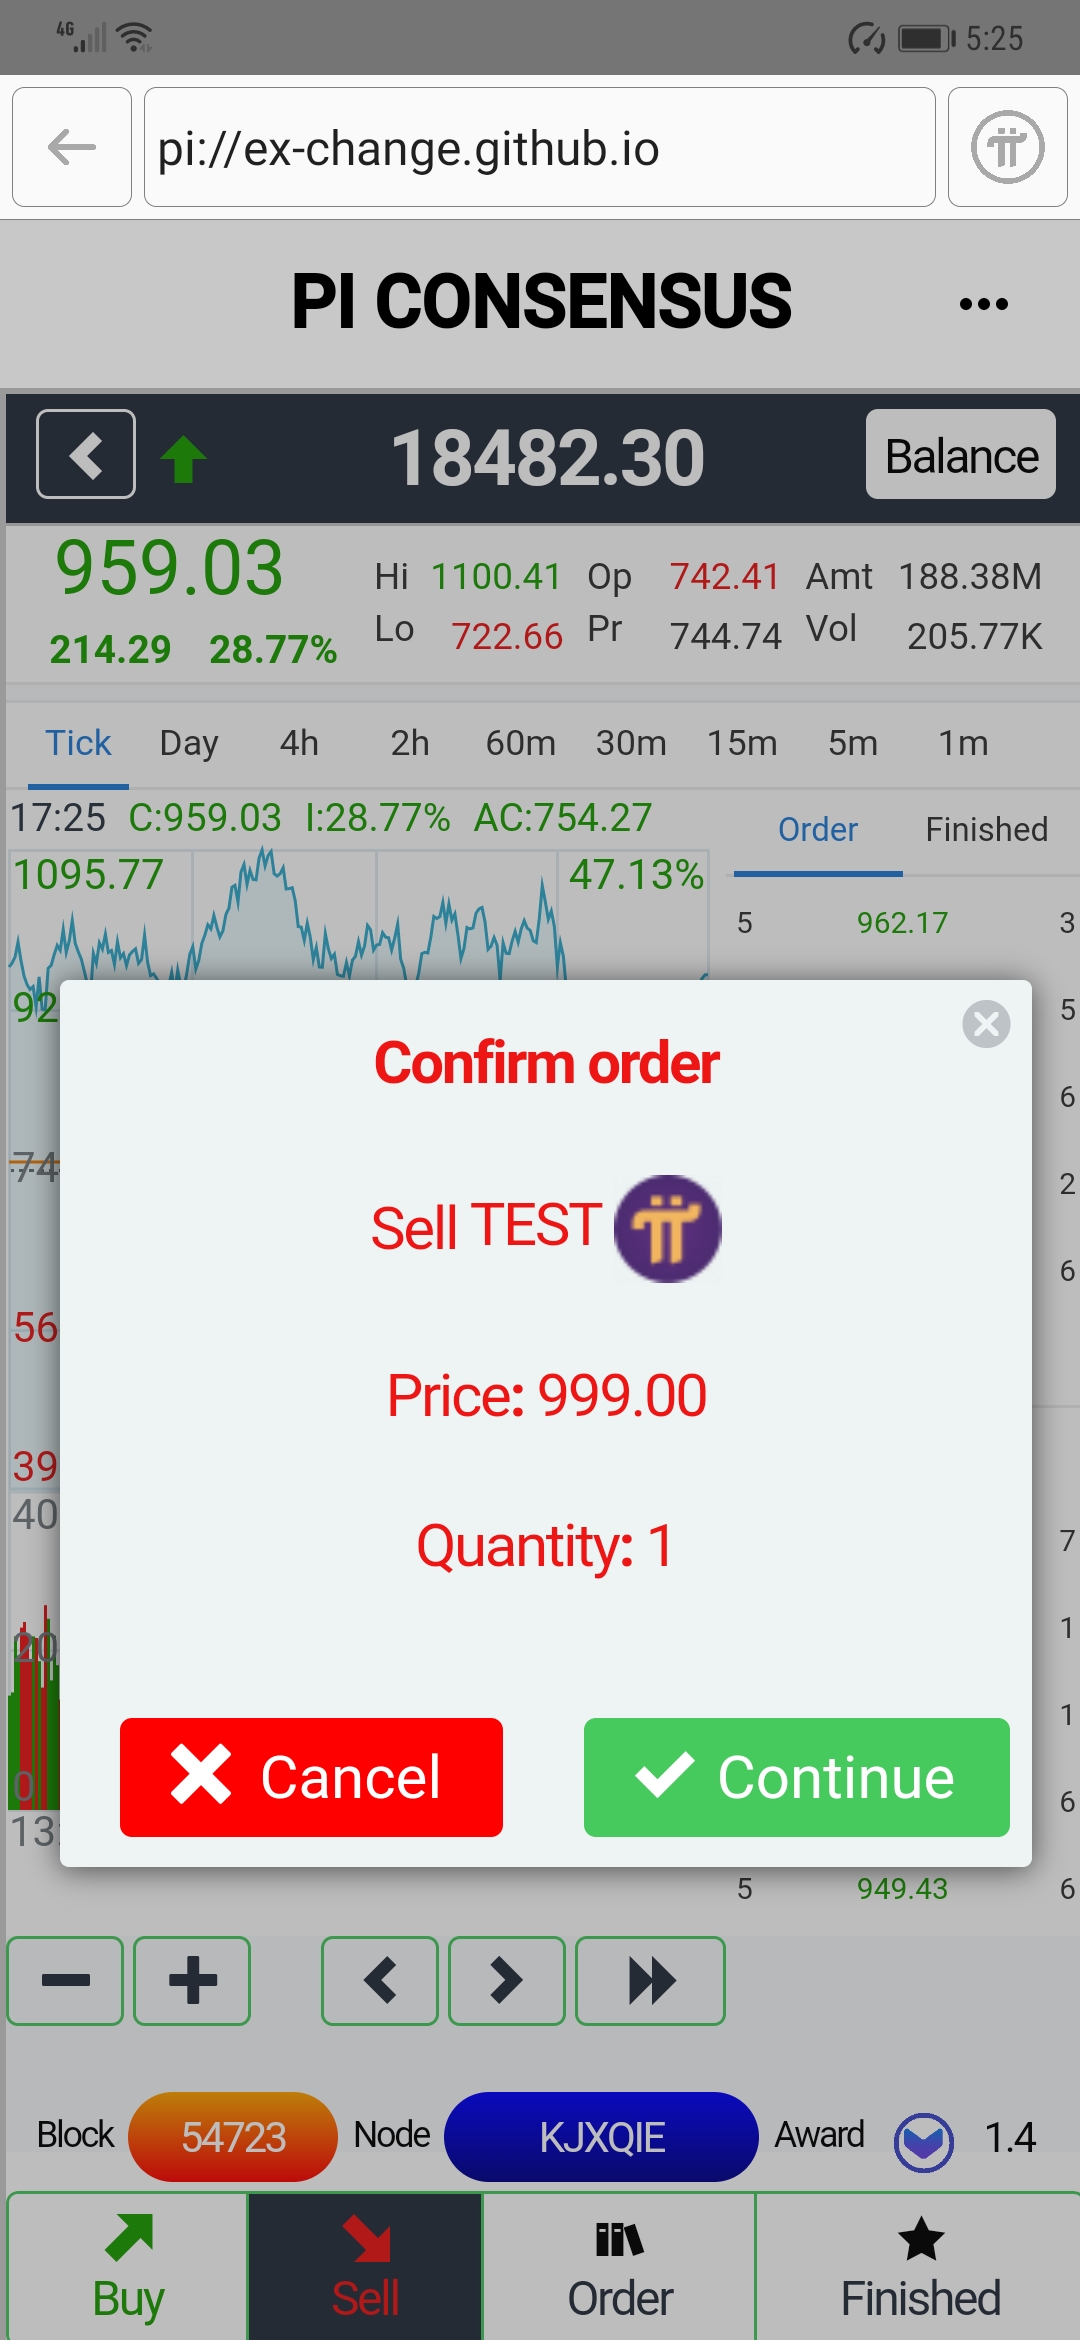 4G 5:25
pi://ex-change.github.io
PI CONSENSUS
18482.30 Balance
959.03 Hi 1100.41 Op 742.41 Amt 188.38M
214.29 28.77% Lo 722.66 Pr 744.74 Vol 205.77K
Tick Day 4h 2h 60m 30m 15m 5m 1m
17:25 C:959.03 I:28.77% AC:754.27
Order Finished
1095.77 47.13%
5 962.17 3
92
5
6
74
2
6
56
39
40
7
20
1
1
0
6
13:
5 949.43 6
Confirm order
Sell TEST
Price: 999.00
Quantity: 1
Cancel Continue
Block 54723 Node KJXQIE Award 1.4
Buy Sell Order Finished